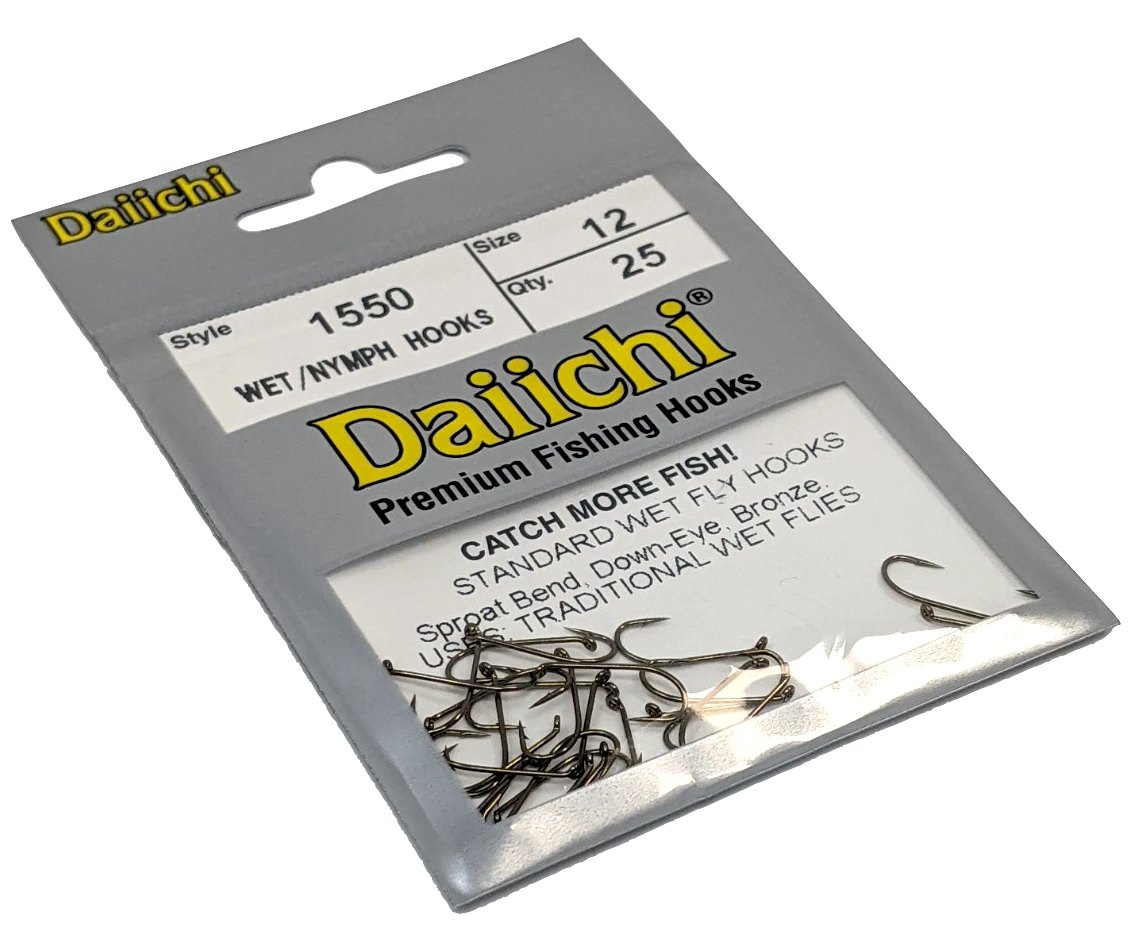 Daiichi
Style 1550
WET/NYMPH HOOKS
Size 12
Qty. 25
Daiichi®
Premium Fishing Hooks
CATCH MORE FISH!
STANDARD WET FLY HOOKS
Sproat Bend, Down-Eye, Bronze.
USES: TRADITIONAL WET FLIES